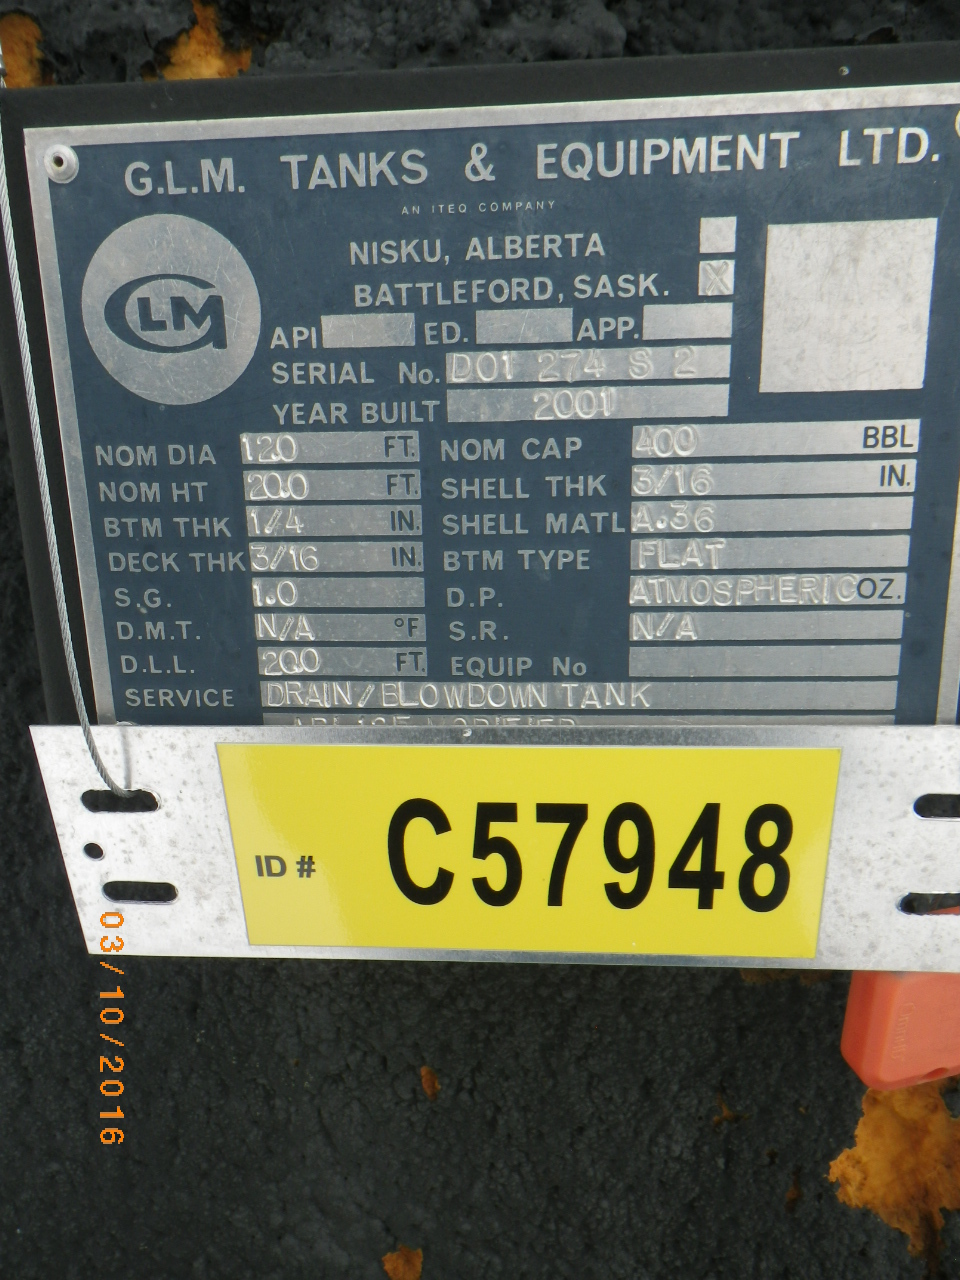 G.L.M. TANKS & EQUIPMENT LTD.
AN ITEQ COMPANY
GLM
NISKU, ALBERTA
BATTLEFORD, SASK. X
API ED. APP.
SERIAL No. D01 274 S 2
YEAR BUILT 2001
NOM DIA 12.0 FT. NOM CAP 400 BBL
NOM HT 20.0 FT. SHELL THK 3/16 IN.
BTM THK 1/4 IN. SHELL MATL A.36
DECK THK 3/16 IN. BTM TYPE FLAT
S.G. 1.0 D.P. ATMOSPHERIC OZ.
D.M.T. N/A °F S.R. N/A
D.L.L. 20.0 FT. EQUIP No
SERVICE DRAIN/BLOWDOWN TANK
ID # C57948
03/10/2016